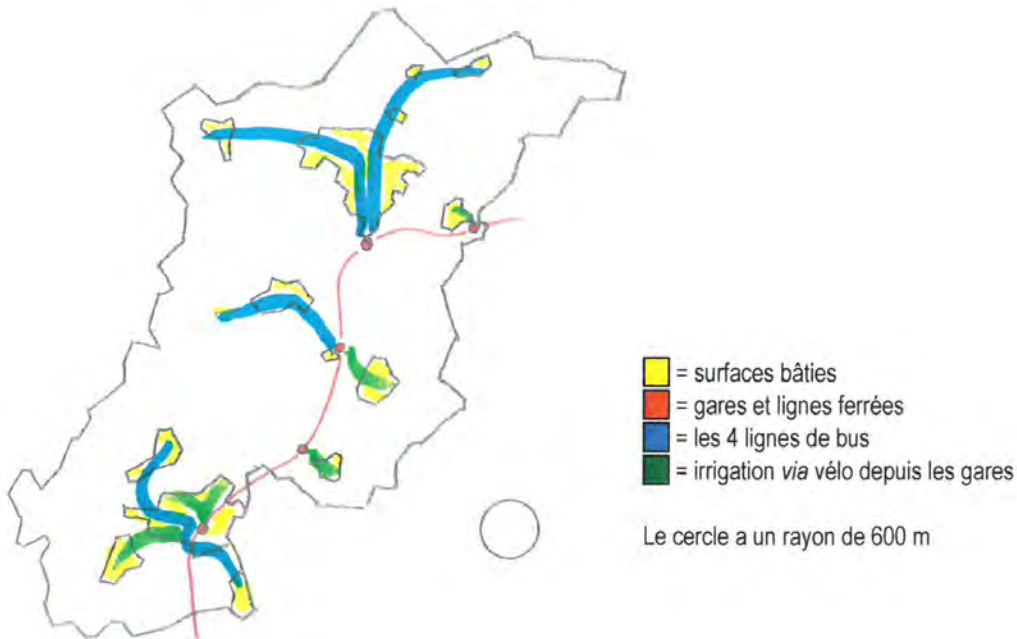 = surfaces bâties
= gares et lignes ferrées
= les 4 lignes de bus
= irrigation via vélo depuis les gares
Le cercle a un rayon de 600 m